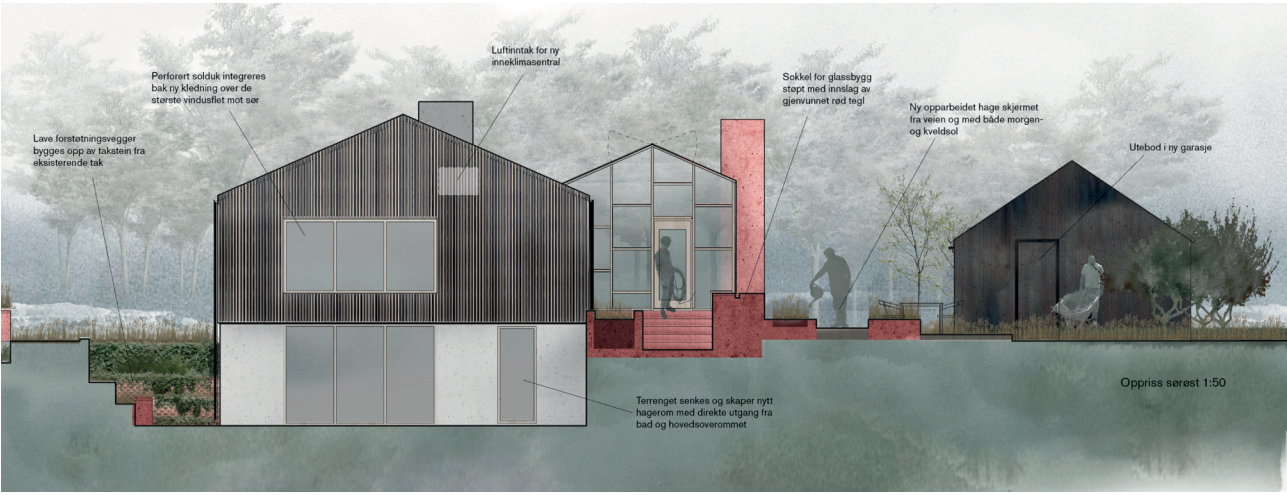 Luftinntak for ny
inneklimasentral
Perforert solduk integreres
bak ny kledning over de
største vindusflet mot sør
Sokkel for glassbygg
støpt med innslag av
gjenvunnet rød tegl
Ny opparbeidet hage skjermet
fra veien og med både morgen-
og kveldsol
Lave forstøtningsvegger
bygges opp av takstein fra
eksisterende tak
Utebod i ny garasje
Oppriss sørøst 1:50
Terrenget senkes og skaper nytt
hagerom med direkte utgang fra
bad og hovedsoverommet